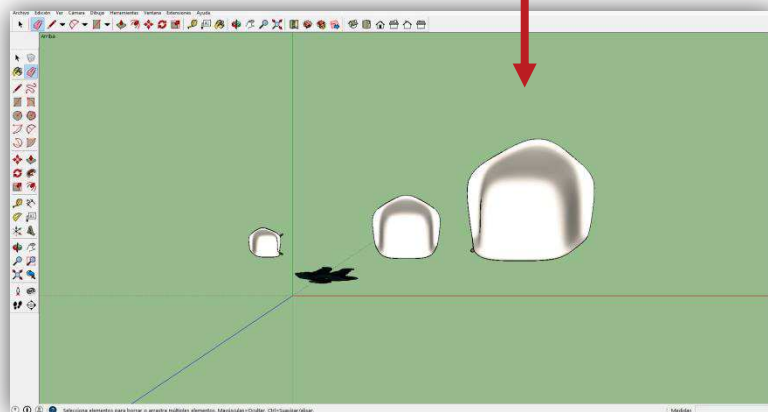 Archivo Edición Ver Cámara Dibujo Herramientas Ventana Extensiones Ayuda
Arriba
Selecciona elementos para borrar o arrastra múltiples elementos. Mayúsculas=Ocultar, Ctrl=Suavizar/alisar.
Medidas